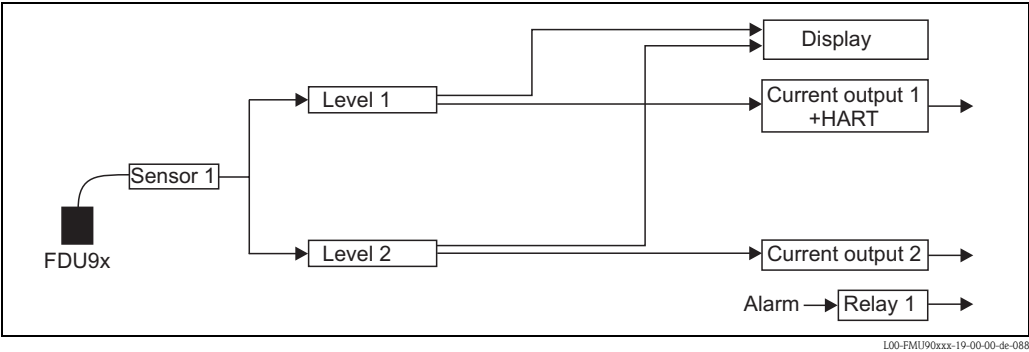 Display
Level 1
Current output 1
+HART
Sensor 1
FDU9x
Level 2
Current output 2
Alarm
Relay 1
L00-FMU90xxx-19-00-00-de-088